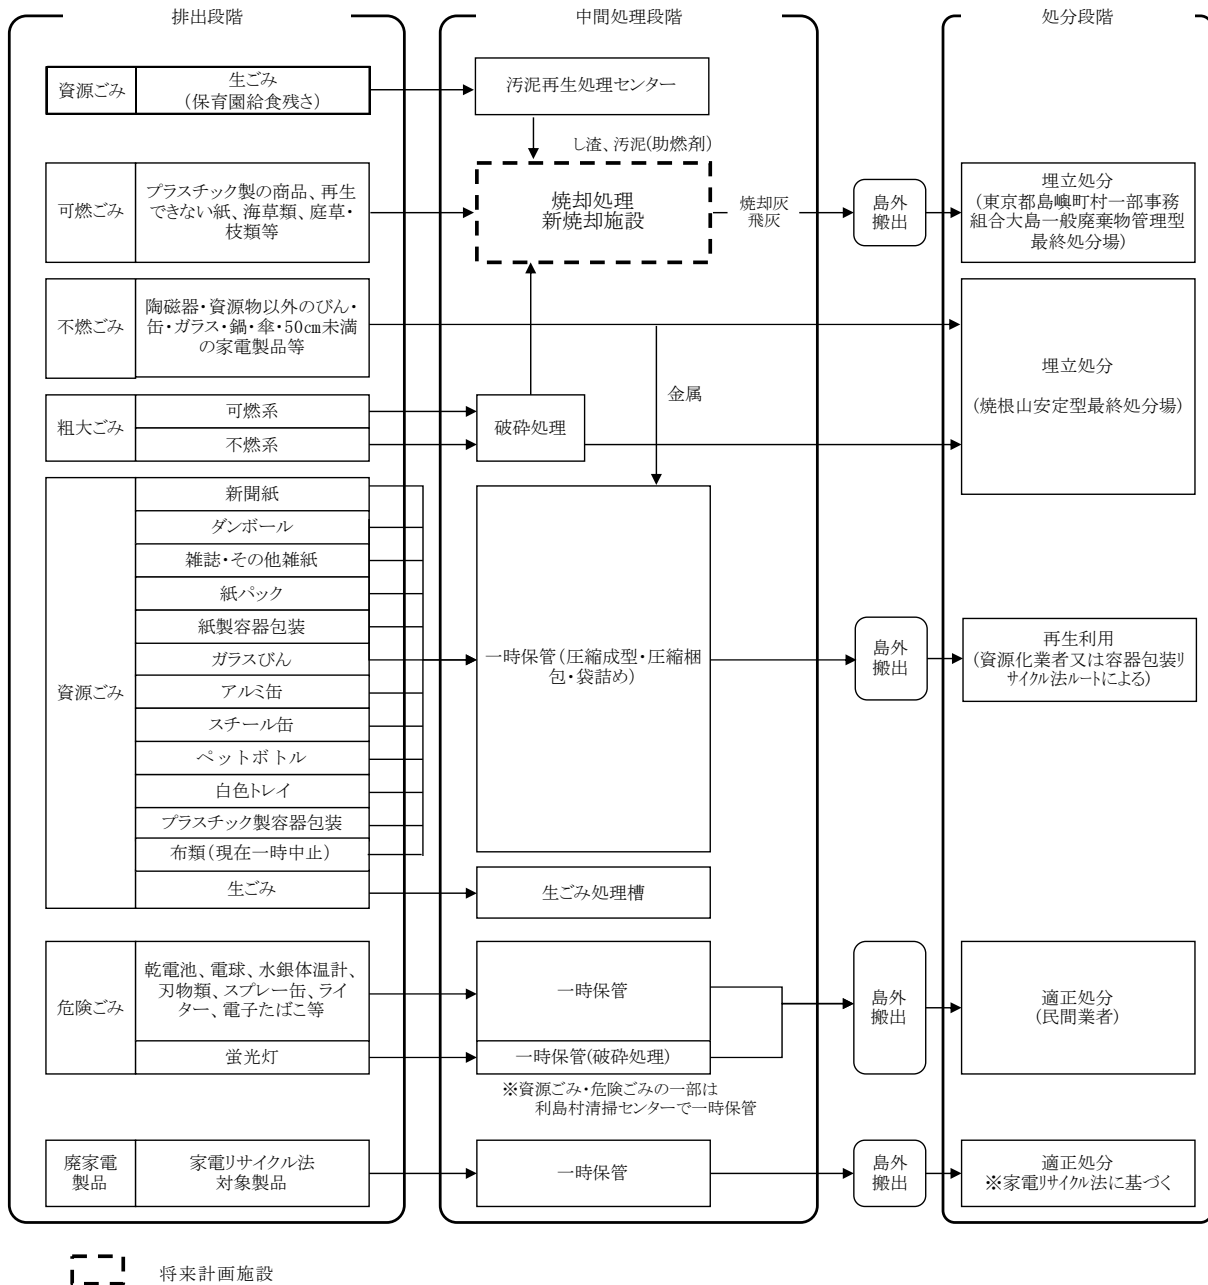 排出段階
中間処理段階
処分段階
資源ごみ
生ごみ
(保育園給食残さ)
汚泥再生処理センター
し渣、汚泥(助燃剤)
可燃ごみ
プラスチック製の商品、再生
できない紙、海草類、庭草・
枝類等
焼却処理
新焼却施設
焼却灰
飛灰
島外
搬出
埋立処分
(東京都島嶼町村一部事務
組合大島一般廃棄物管理型
最終処分場)
不燃ごみ
陶磁器・資源物以外のびん・
缶・ガラス・鍋・傘・50cm未満
の家電製品等
金属
埋立処分
(焼根山安定型最終処分場)
粗大ごみ
可燃系
不燃系
破砕処理
資源ごみ
新聞紙
ダンボール
雑誌・その他雑紙
紙パック
紙製容器包装
ガラスびん
アルミ缶
スチール缶
ペットボトル
白色トレイ
プラスチック製容器包装
布類(現在一時中止)
生ごみ
一時保管(圧縮成型・圧縮梱
包・袋詰め)
島外
搬出
再生利用
(資源化業者又は容器包装リ
サイクル法ルートによる)
生ごみ処理槽
危険ごみ
乾電池、電球、水銀体温計、
刃物類、スプレー缶、ライ
ター、電子たばこ等
蛍光灯
一時保管
一時保管(破砕処理)
島外
搬出
適正処分
(民間業者)
※資源ごみ・危険ごみの一部は
利島村清掃センターで一時保管
廃家電
製品
家電リサイクル法
対象製品
一時保管
島外
搬出
適正処分
※家電リサイクル法に基づく
将来計画施設